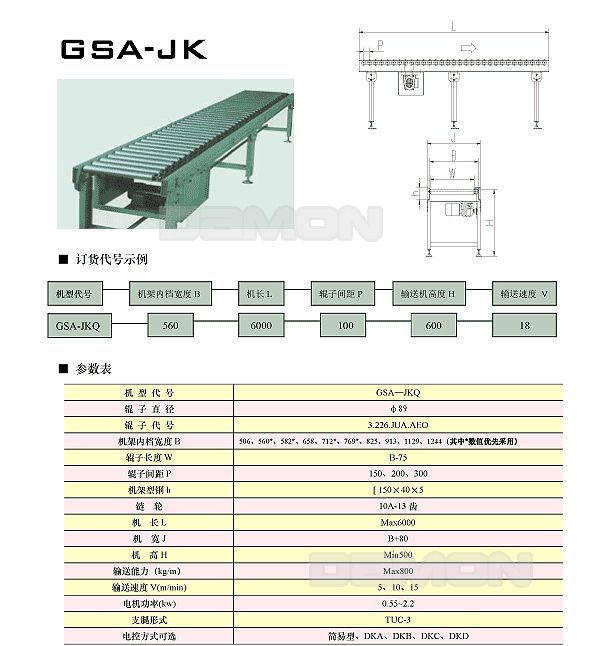 GSA-JK
L
P
J
B
W
h
H
DEMON
■ 订货代号示例
机型代号 机架内档宽度 B 机长 L 辊子间距 P 输送机高度 H 输送速度 V
GSA-JKQ 560 6000 100 600 18
■ 参数表
机 型 代 号 GSA—JKQ
辊 子 直 径 φ89
辊 子 代 号 3.226.JUA.AEO
机架内档宽度 B 506、560*、582*、658、712*、769*、825、913、1129、1244（其中*数值优先采用）
辊子长度 W B-75
辊子间距 P 150、200、300
机架型钢 h [ 150×40×5
链 轮 10A-13 齿
机 长 L Max6000
机 宽 J B+80
机 高 H Min500
输送能力（kg/m） Max800
输送速度 V(m/min) 5、10、15
电机功率(kw) 0.55~2.2
支腿形式 TUC-3
电控方式可选 简易型、DKA、DKB、DKC、DKD
DEMON